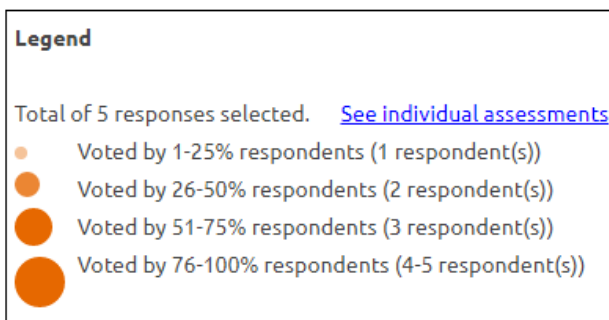 Legend
Total of 5 responses selected. See individual assessments
Voted by 1-25% respondents (1 respondent(s))
Voted by 26-50% respondents (2 respondent(s))
Voted by 51-75% respondents (3 respondent(s))
Voted by 76-100% respondents (4-5 respondent(s))